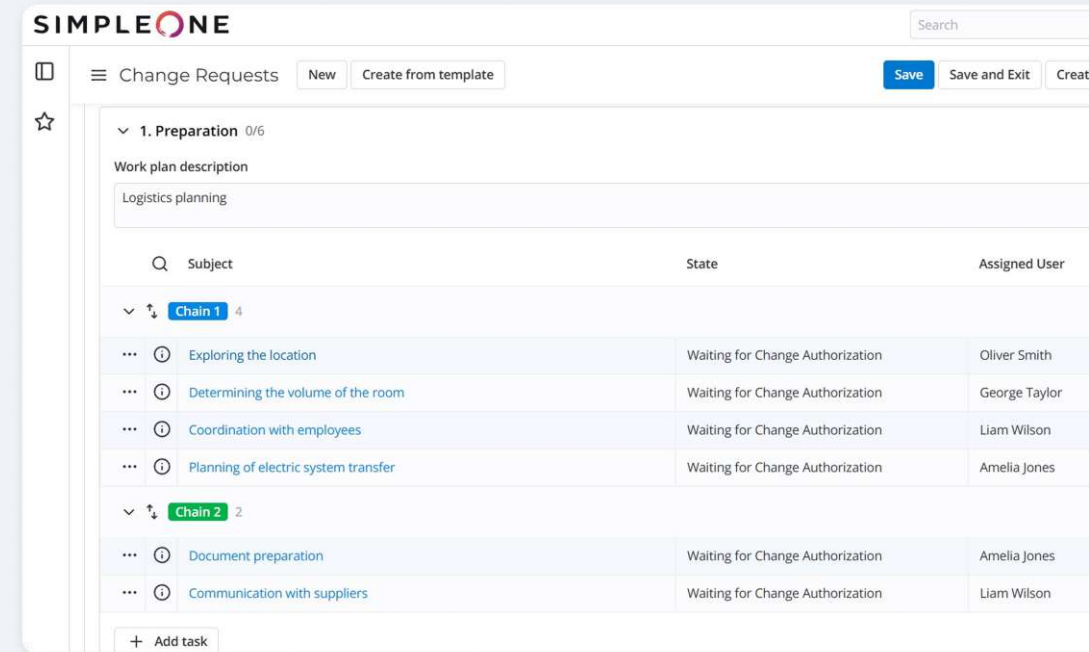 SIMPLEONE
Search
Change Requests New Create from template Save Save and Exit Creat
1. Preparation 0/6
Work plan description
Logistics planning
Subject State Assigned User
Chain 1 4
Exploring the location Waiting for Change Authorization Oliver Smith
Determining the volume of the room Waiting for Change Authorization George Taylor
Coordination with employees Waiting for Change Authorization Liam Wilson
Planning of electric system transfer Waiting for Change Authorization Amelia Jones
Chain 2 2
Document preparation Waiting for Change Authorization Amelia Jones
Communication with suppliers Waiting for Change Authorization Liam Wilson
+ Add task